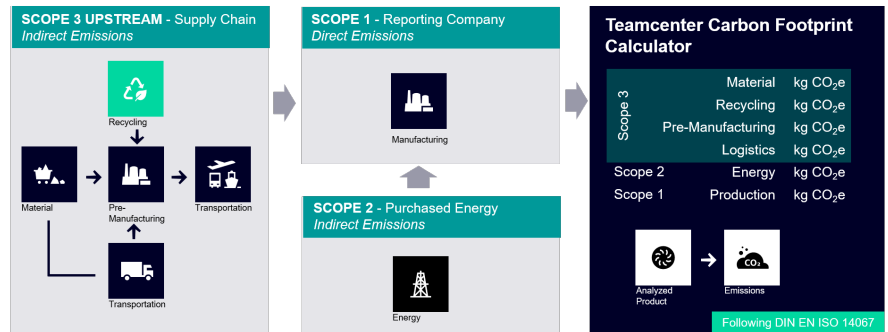 SCOPE 3 UPSTREAM - Supply Chain
Indirect Emissions
Recycling
Material
Pre-
Manufacturing
Transportation
Transportation
SCOPE 1 - Reporting Company
Direct Emissions
Manufacturing
SCOPE 2 - Purchased Energy
Indirect Emissions
Energy
Teamcenter Carbon Footprint
Calculator
Scope 3
Material kg CO₂e
Recycling kg CO₂e
Pre-Manufacturing kg CO₂e
Logistics kg CO₂e
Scope 2 Energy kg CO₂e
Scope 1 Production kg CO₂e
CO₂
Analyzed
Product
Emissions
Following DIN EN ISO 14067